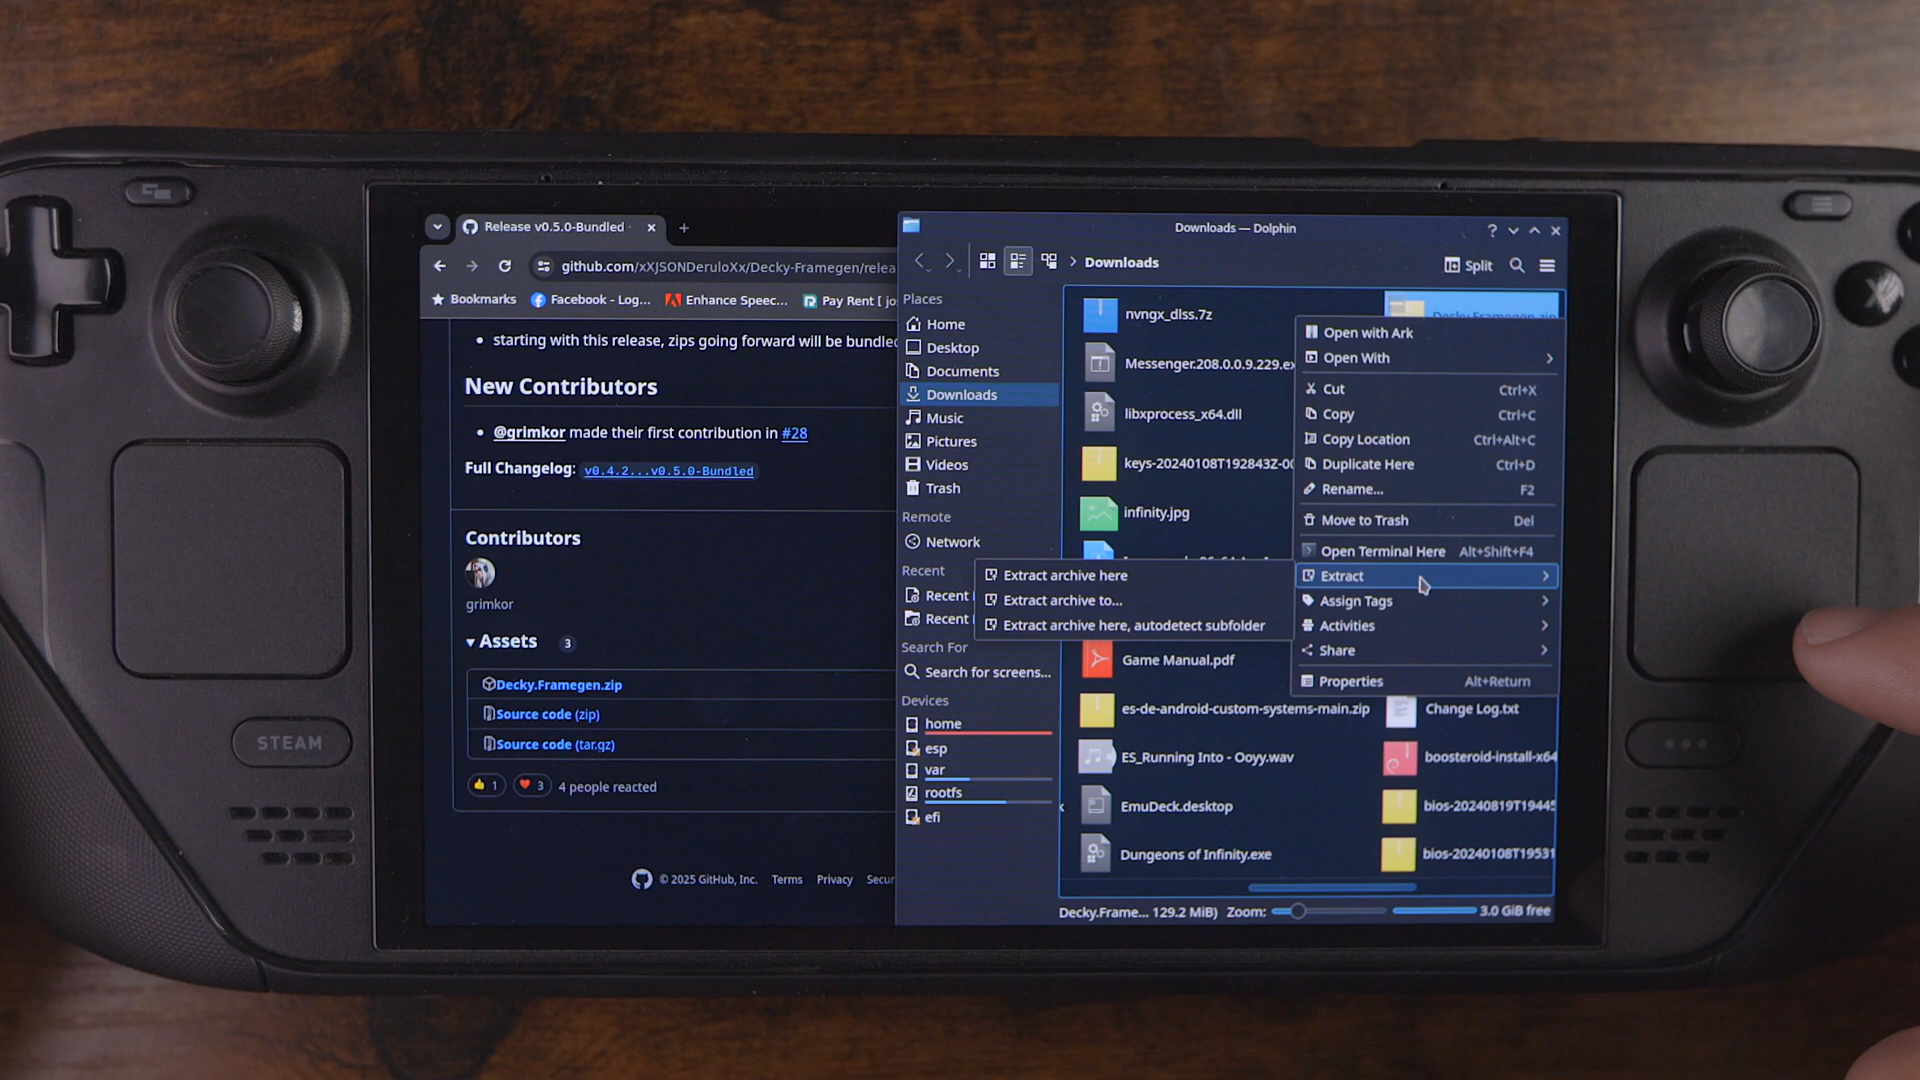 STEAM
Release v0.5.0-Bundled
github.com/xXJSONDeruloXx/Decky-Framegen/relea
Bookmarks
Facebook - Log...
Enhance Speec...
Pay Rent [ jo
starting with this release, zips going forward will be bundled
New Contributors
@grimkor made their first contribution in #28
Full Changelog: v0.4.2...v0.5.0-Bundled
Contributors
grimkor
Assets 3
Decky.Framegen.zip
Source code (zip)
Source code (tar.gz)
1
3
4 people reacted
© 2025 GitHub, Inc. Terms Privacy Secur
Downloads — Dolphin
Downloads
Split
Places
Home
Desktop
Documents
Downloads
Music
Pictures
Videos
Trash
Remote
Network
Recent
Recent
Recent
Search For
Search for screens...
Devices
home
esp
var
rootfs
efi
nvngx_dlss.7z
Messenger.208.0.0.9.229.ex
libxprocess_x64.dll
keys-20240108T192843Z-00
infinity.jpg
Game Manual.pdf
es-de-android-custom-systems-main.zip
ES_Running Into - Ooyy.wav
EmuDeck.desktop
Dungeons of Infinity.exe
Decky.Framegen.zip
Change Log.txt
boosteroid-install-x64
bios-20240819T19445
bios-20240108T19531
Open with Ark
Open With
Cut Ctrl+X
Copy Ctrl+C
Copy Location Ctrl+Alt+C
Duplicate Here Ctrl+D
Rename... F2
Move to Trash Del
Open Terminal Here Alt+Shift+F4
Extract
Assign Tags
Activities
Share
Properties Alt+Return
Extract archive here
Extract archive to...
Extract archive here, autodetect subfolder
Decky.Frame... 129.2 MiB) Zoom: 3.0 GiB free
X